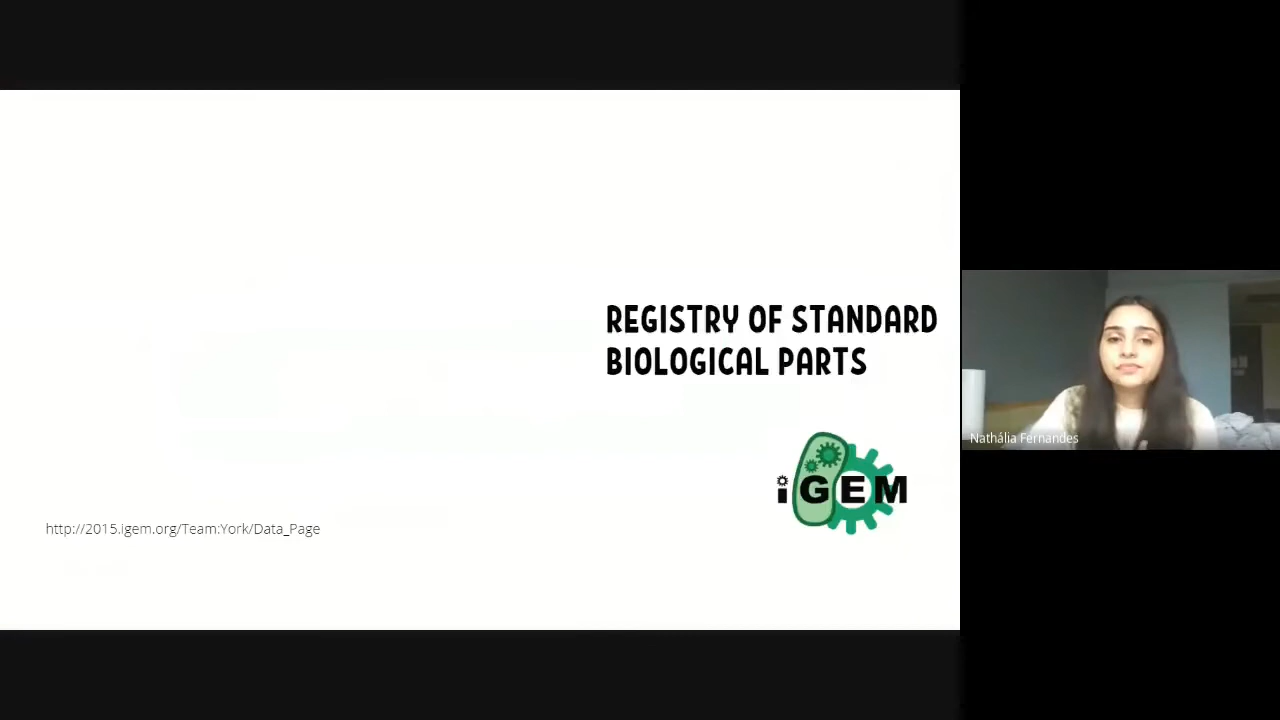 REGISTRY OF STANDARD
BIOLOGICAL PARTS
iGEM
http://2015.igem.org/Team:York/Data_Page
Nathália Fernandes